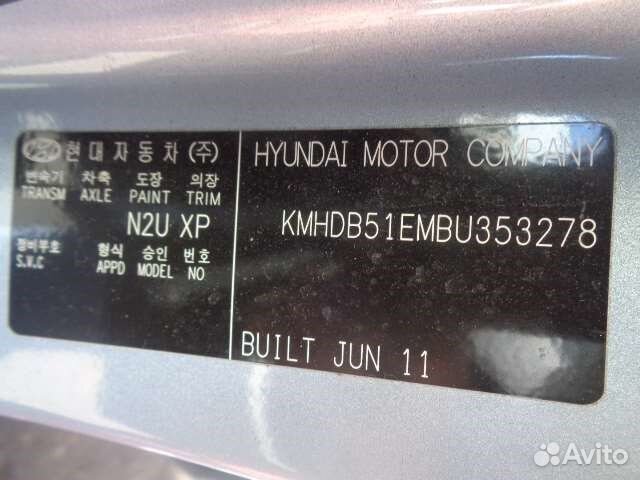 현대자동차(주)
변속기 차축 도장 의장
TRANSM AXLE PAINT TRIM
N2U XP
정비부호 형식 승인 번호
S.V.C APPD MODEL NO
HYUNDAI MOTOR COMPANY
KMHDB51EMBU353278
BUILT JUN 11
Avito